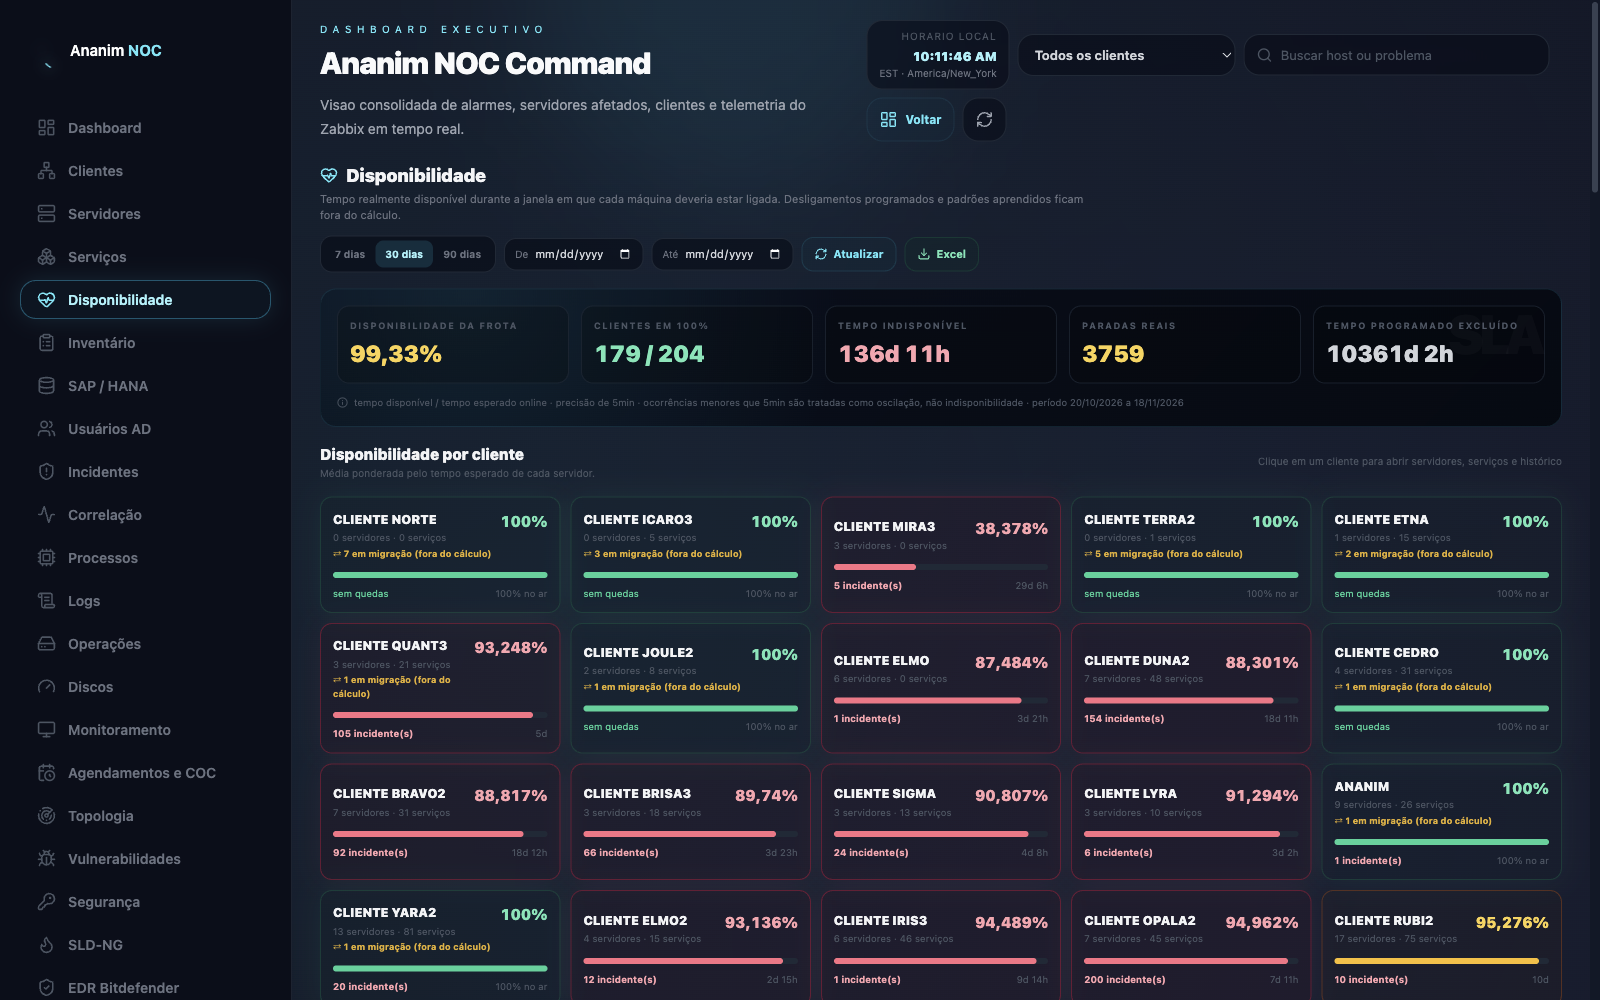 Ananim NOC
Dashboard
Clientes
Servidores
Serviços
Disponibilidade
Inventário
SAP / HANA
Usuários AD
Incidentes
Correlação
Processos
Logs
Operações
Discos
Monitoramento
Agendamentos e COC
Topologia
Vulnerabilidades
Segurança
SLD-NG
EDR Bitdefender
DASHBOARD EXECUTIVO
Ananim NOC Command
Visao consolidada de alarmes, servidores afetados, clientes e telemetria do
Zabbix em tempo real.
HORARIO LOCAL
10:11:46 AM
EST · America/New_York
Todos os clientes
Buscar host ou problema
Voltar
Disponibilidade
Tempo realmente disponível durante a janela em que cada máquina deveria estar ligada. Desligamentos programados e padrões aprendidos ficam
fora do cálculo.
7 dias 30 dias 90 dias De mm/dd/yyyy Até mm/dd/yyyy Atualizar Excel
SLA
DISPONIBILIDADE DA FROTA
99,33%
CLIENTES EM 100%
179 / 204
TEMPO INDISPONÍVEL
136d 11h
PARADAS REAIS
3759
TEMPO PROGRAMADO EXCLUÍDO
10361d 2h
tempo disponível / tempo esperado online · precisão de 5min · ocorrências menores que 5min são tratadas como oscilação, não indisponibilidade · período 20/10/2026 a 18/11/2026
Disponibilidade por cliente
Média ponderada pelo tempo esperado de cada servidor.
Clique em um cliente para abrir servidores, serviços e histórico
CLIENTE NORTE 100%
0 servidores · 0 serviços
⇄ 7 em migração (fora do cálculo)
sem quedas 100% no ar
CLIENTE ICARO3 100%
0 servidores · 5 serviços
⇄ 3 em migração (fora do cálculo)
sem quedas 100% no ar
CLIENTE MIRA3 38,378%
3 servidores · 0 serviços
5 incidente(s) 29d 6h
CLIENTE TERRA2 100%
0 servidores · 1 serviços
⇄ 5 em migração (fora do cálculo)
sem quedas 100% no ar
CLIENTE ETNA 100%
1 servidores · 15 serviços
⇄ 2 em migração (fora do cálculo)
sem quedas 100% no ar
CLIENTE QUANT3 93,248%
3 servidores · 21 serviços
⇄ 1 em migração (fora do
cálculo)
105 incidente(s) 5d
CLIENTE JOULE2 100%
2 servidores · 8 serviços
⇄ 1 em migração (fora do cálculo)
sem quedas 100% no ar
CLIENTE ELMO 87,484%
6 servidores · 0 serviços
1 incidente(s) 3d 21h
CLIENTE DUNA2 88,301%
7 servidores · 48 serviços
154 incidente(s) 18d 11h
CLIENTE CEDRO 100%
4 servidores · 31 serviços
⇄ 1 em migração (fora do cálculo)
sem quedas 100% no ar
CLIENTE BRAVO2 88,817%
7 servidores · 31 serviços
92 incidente(s) 18d 12h
CLIENTE BRISA3 89,74%
3 servidores · 18 serviços
66 incidente(s) 3d 23h
CLIENTE SIGMA 90,807%
3 servidores · 13 serviços
24 incidente(s) 4d 8h
CLIENTE LYRA 91,294%
3 servidores · 10 serviços
6 incidente(s) 3d 2h
ANANIM 100%
9 servidores · 26 serviços
⇄ 1 em migração (fora do cálculo)
1 incidente(s) 100% no ar
CLIENTE YARA2 100%
13 servidores · 81 serviços
⇄ 1 em migração (fora do cálculo)
20 incidente(s) 100% no ar
CLIENTE ELMO2 93,136%
4 servidores · 15 serviços
12 incidente(s) 2d 15h
CLIENTE IRIS3 94,489%
6 servidores · 46 serviços
1 incidente(s) 9d 14h
CLIENTE OPALA2 94,962%
7 servidores · 45 serviços
200 incidente(s) 7d 11h
CLIENTE RUBI2 95,276%
17 servidores · 75 serviços
10 incidente(s) 10d